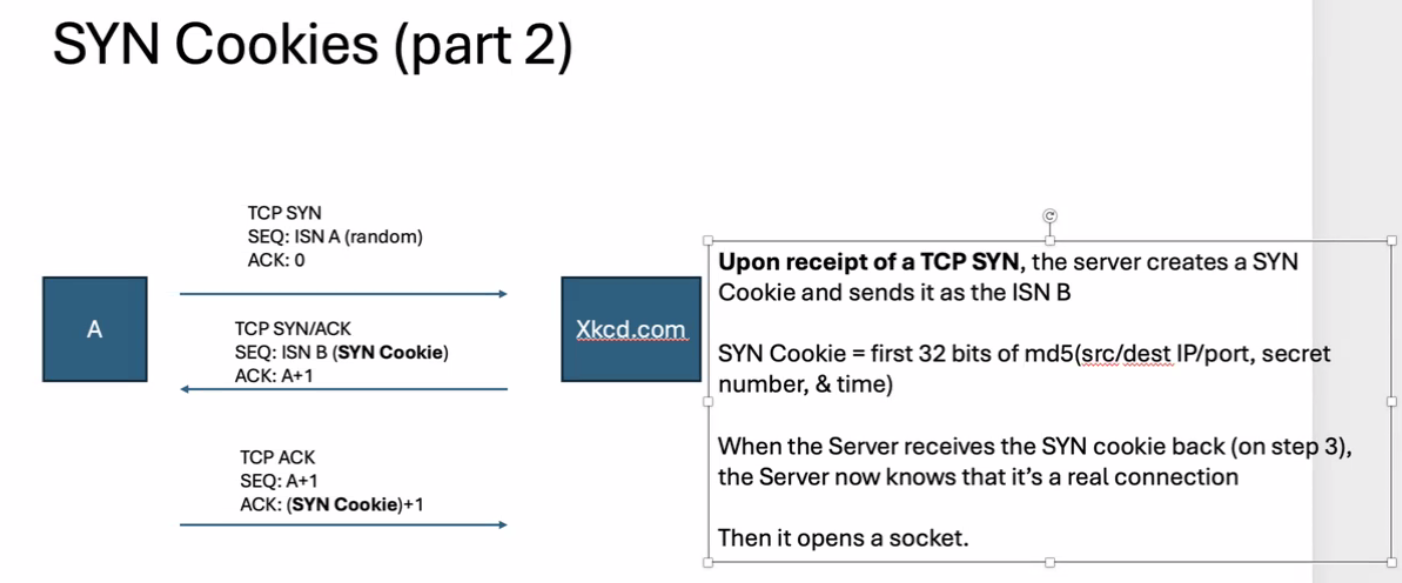 SYN Cookies (part 2)
TCP SYN
SEQ: ISN A (random)
ACK: 0
A
TCP SYN/ACK
SEQ: ISN B (SYN Cookie)
ACK: A+1
TCP ACK
SEQ: A+1
ACK: (SYN Cookie)+1
Xkcd.com
Upon receipt of a TCP SYN, the server creates a SYN
Cookie and sends it as the ISN B
SYN Cookie = first 32 bits of md5(src/dest IP/port, secret
number, & time)
When the Server receives the SYN cookie back (on step 3),
the Server now knows that it’s a real connection
Then it opens a socket.